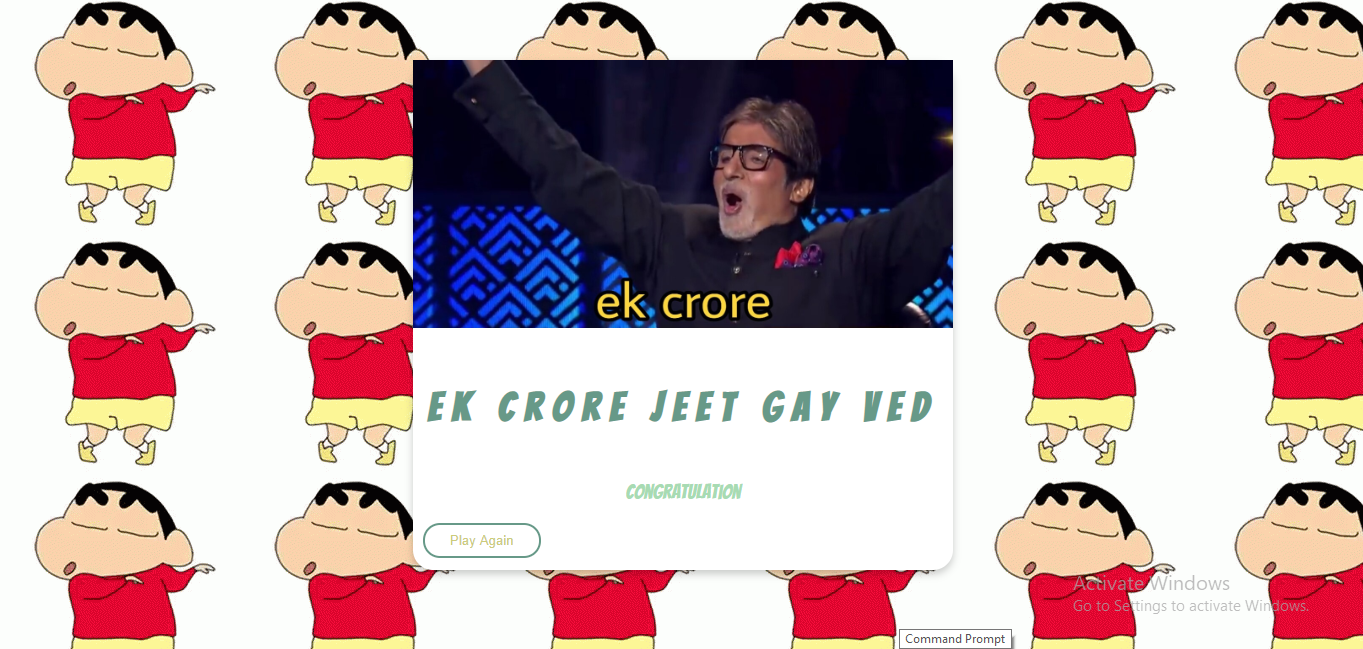 ek crore
EK CRORE JEET GAY VED
CONGRATULATION
Play Again
Activate Windows
Go to Settings to activate Windows.
Command Prompt